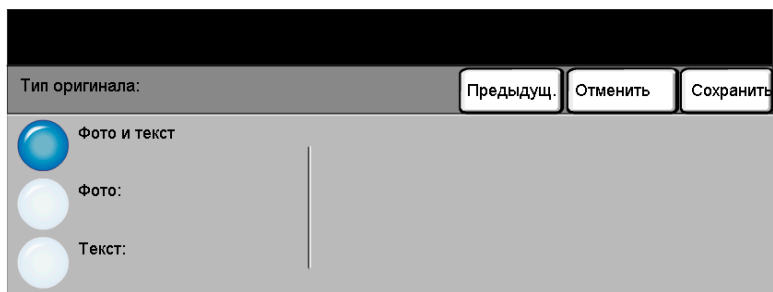 Тип оригинала:
Предыдущ. Отменить Сохранить
Фото и текст
Фото:
Текст: